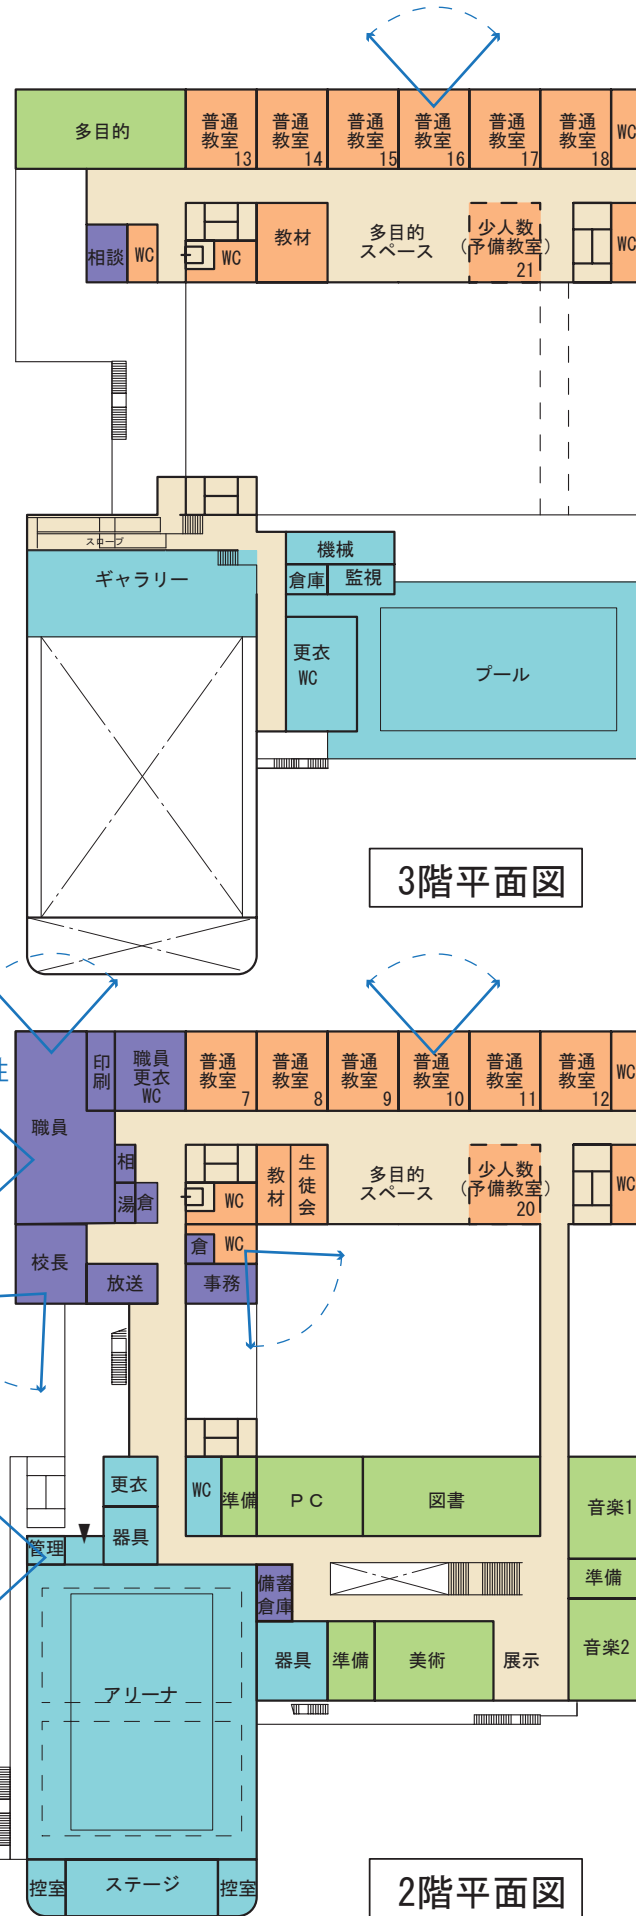 多目的
普通
教室
13
普通
教室
14
普通
教室
15
普通
教室
16
普通
教室
17
普通
教室
18
WC
相談
WC
WC
教材
多目的
スペース
少人数
(予備教室)
21
WC
スロープ
ギャラリー
機械
倉庫
監視
更衣
WC
プール
3階平面図
職員
印刷
職員
更衣
WC
普通
教室
7
普通
教室
8
普通
教室
9
普通
教室
10
普通
教室
11
普通
教室
12
WC
相
湯
倉
WC
教材
生徒会
多目的
スペース
少人数
(予備教室)
20
WC
校長
放送
倉
WC
事務
更衣
WC
準備
PC
図書
音楽1
管理
器具
準備
備蓄
倉庫
音楽2
器具
準備
美術
展示
アリーナ
控室
ステージ
控室
2階平面図